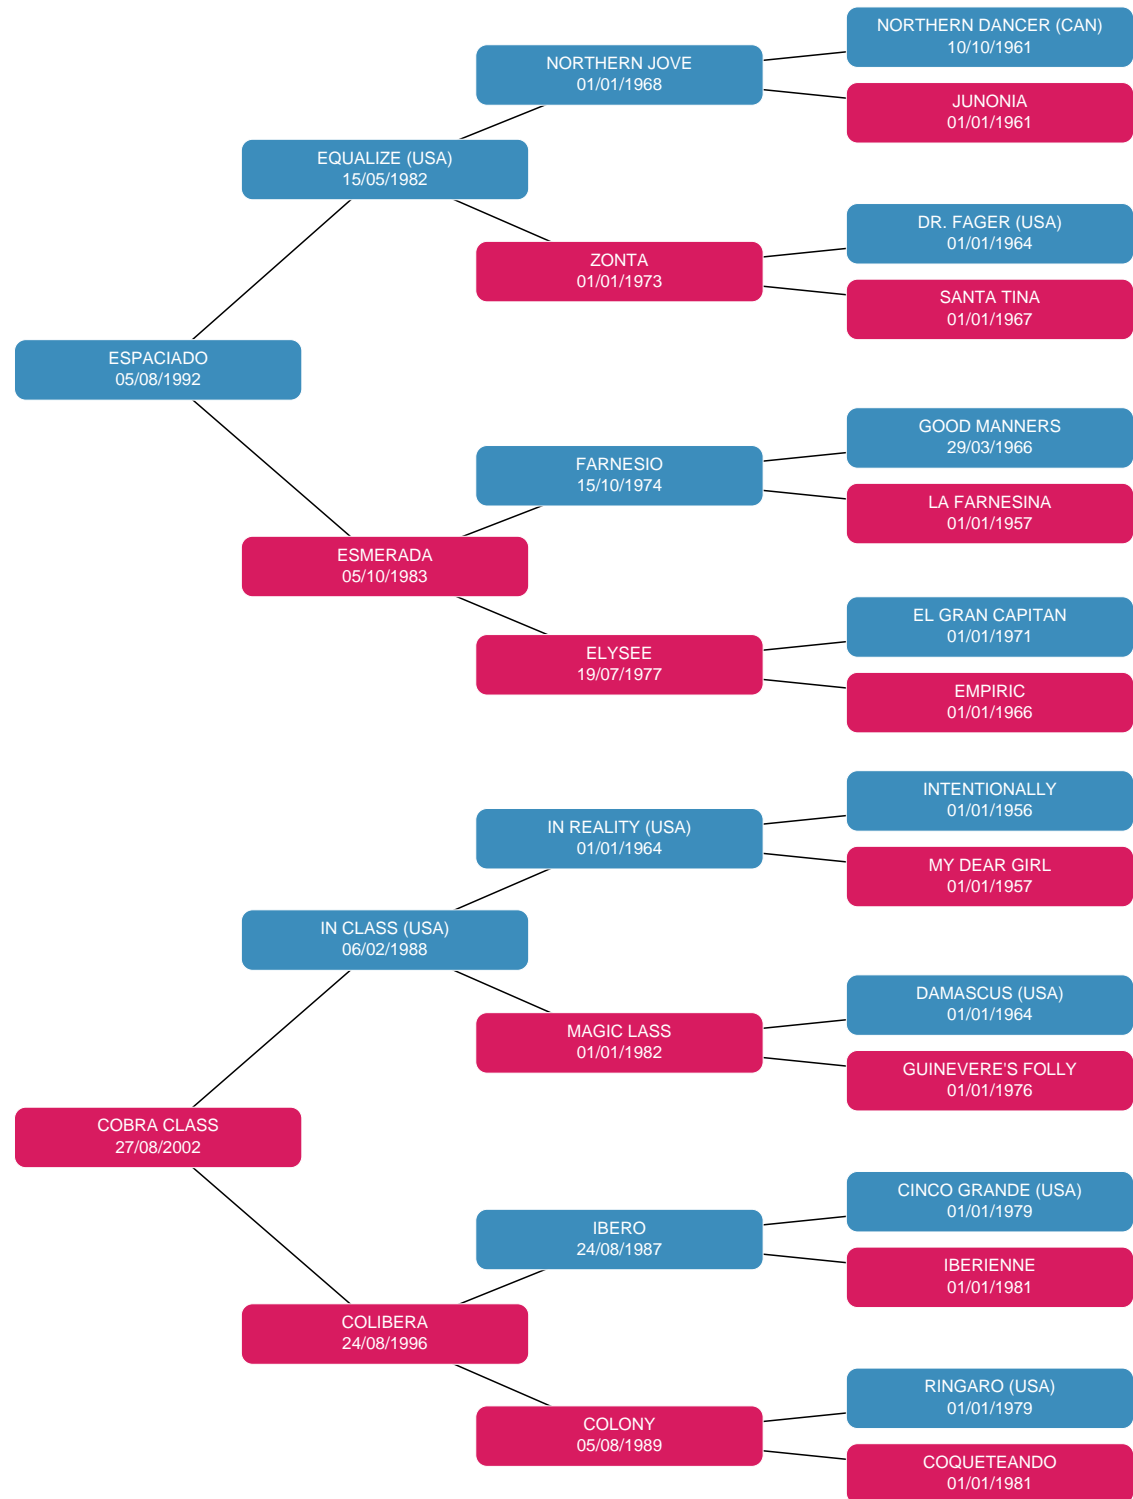 NORTHERN DANCER (CAN)
10/10/1961
NORTHERN JOVE
01/01/1968
JUNONIA
01/01/1961
EQUALIZE (USA)
15/05/1982
DR. FAGER (USA)
01/01/1964
ZONTA
01/01/1973
SANTA TINA
01/01/1967
ESPACIADO
05/08/1992
GOOD MANNERS
29/03/1966
FARNESIO
15/10/1974
LA FARNESINA
01/01/1957
ESMERADA
05/10/1983
EL GRAN CAPITAN
01/01/1971
ELYSEE
19/07/1977
EMPIRIC
01/01/1966
INTENTIONALLY
01/01/1956
IN REALITY (USA)
01/01/1964
MY DEAR GIRL
01/01/1957
IN CLASS (USA)
06/02/1988
DAMASCUS (USA)
01/01/1964
MAGIC LASS
01/01/1982
GUINEVERE'S FOLLY
01/01/1976
COBRA CLASS
27/08/2002
CINCO GRANDE (USA)
01/01/1979
IBERO
24/08/1987
IBERIENNE
01/01/1981
COLIBERA
24/08/1996
RINGARO (USA)
01/01/1979
COLONY
05/08/1989
COQUETEANDO
01/01/1981